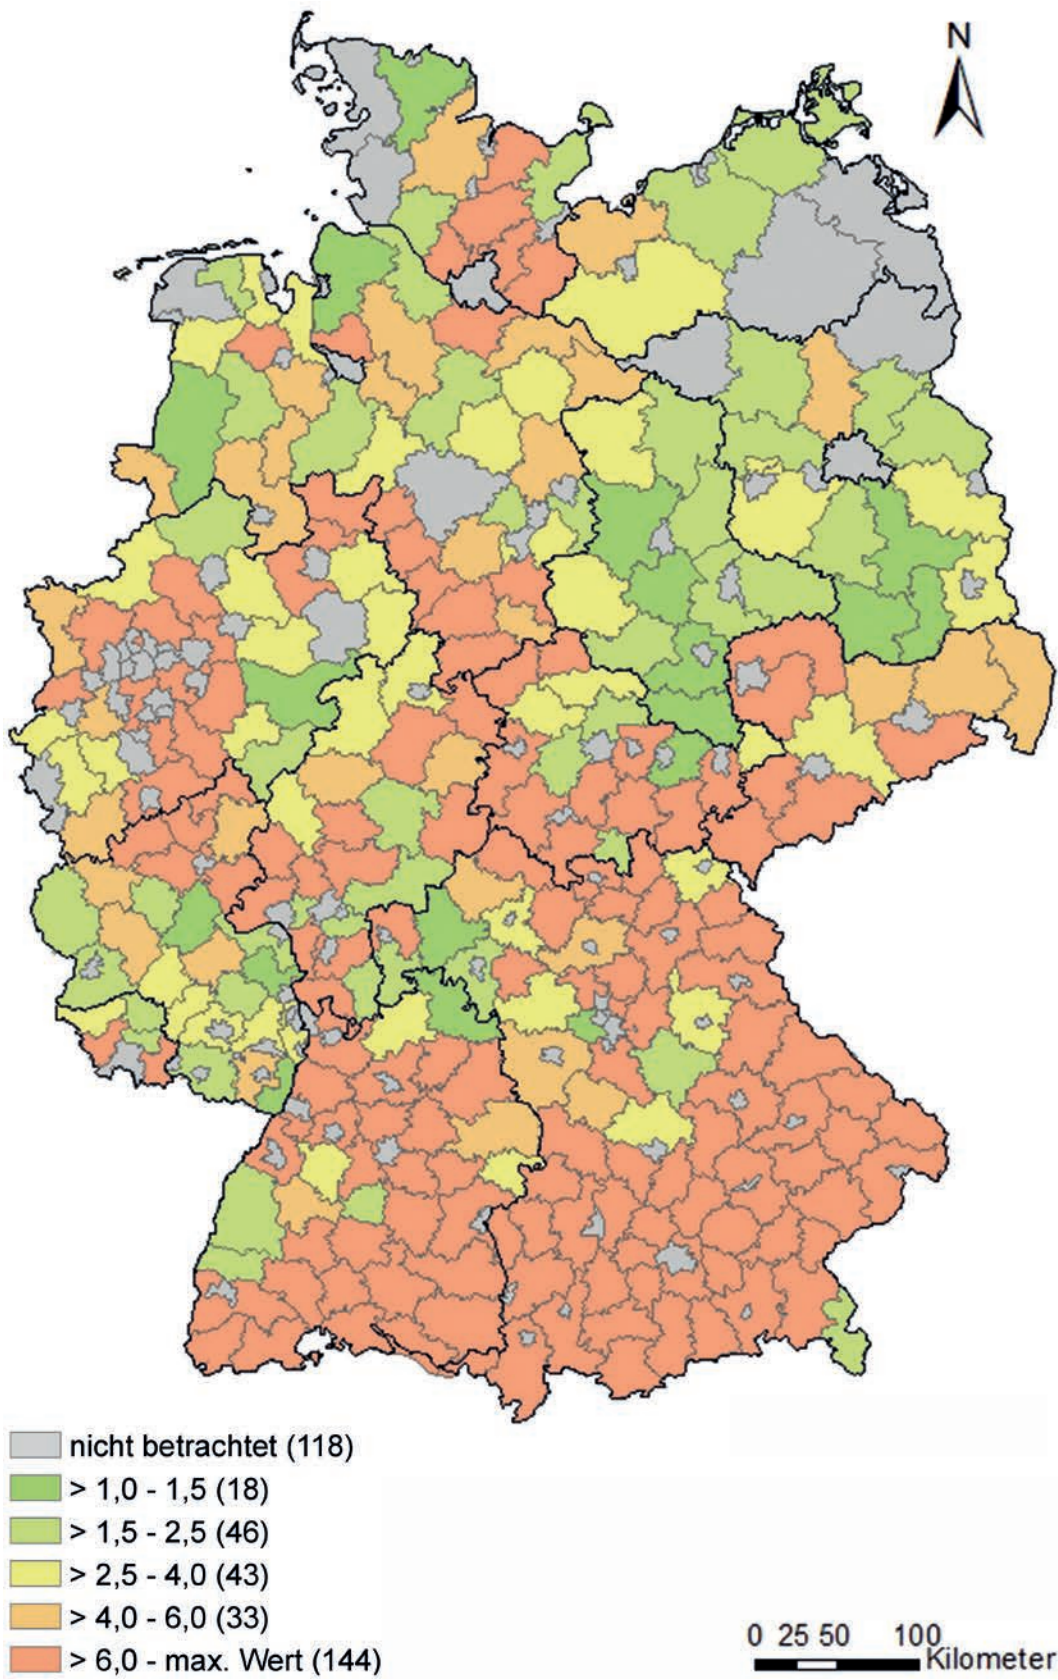 N
nicht betrachtet (118)
> 1,0 - 1,5 (18)
> 1,5 - 2,5 (46)
> 2,5 - 4,0 (43)
> 4,0 - 6,0 (33)
> 6,0 - max. Wert (144)
0 25 50 100
Kilometer